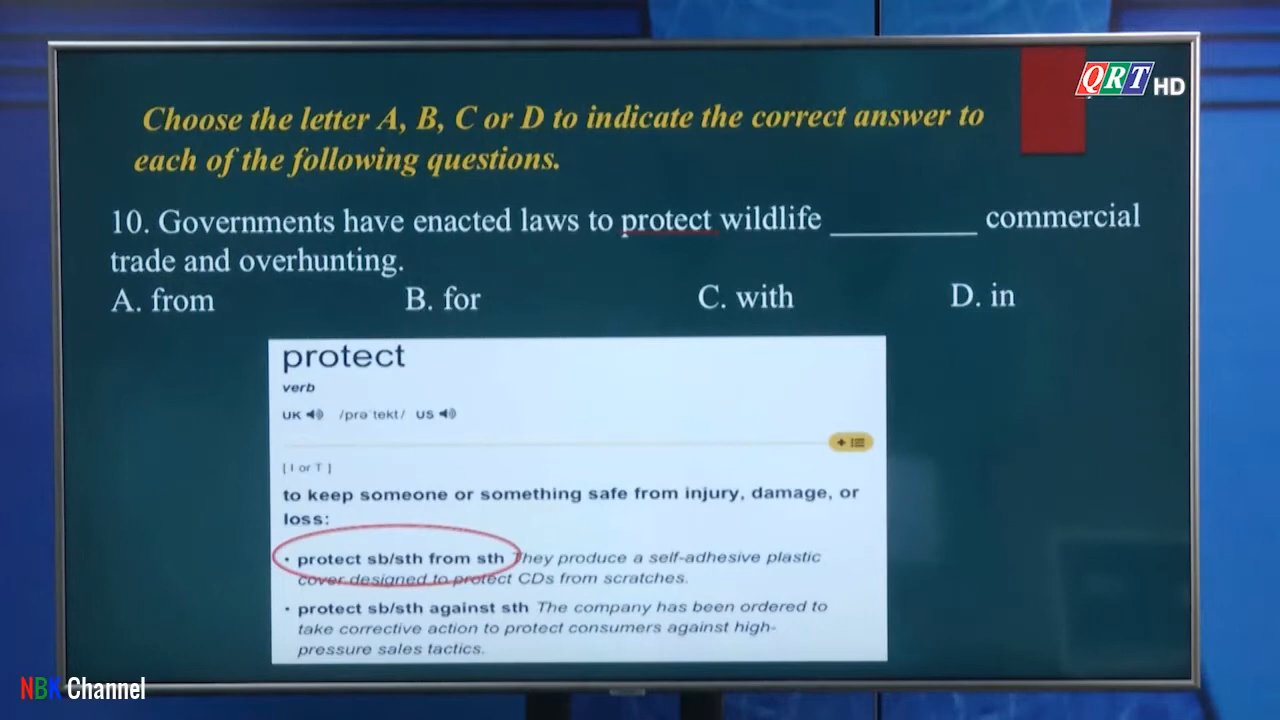 QRT HD
Choose the letter A, B, C or D to indicate the correct answer to
each of the following questions.
10. Governments have enacted laws to protect wildlife __________ commercial
trade and overhunting.
A. from B. for C. with D. in
protect
verb
UK /prəˈtekt/ US
[ I or T ]
to keep someone or something safe from injury, damage, or
loss:
• protect sb/sth from sth They produce a self-adhesive plastic
cover designed to protect CDs from scratches.
• protect sb/sth against sth The company has been ordered to
take corrective action to protect consumers against high-
pressure sales tactics.
NBK Channel